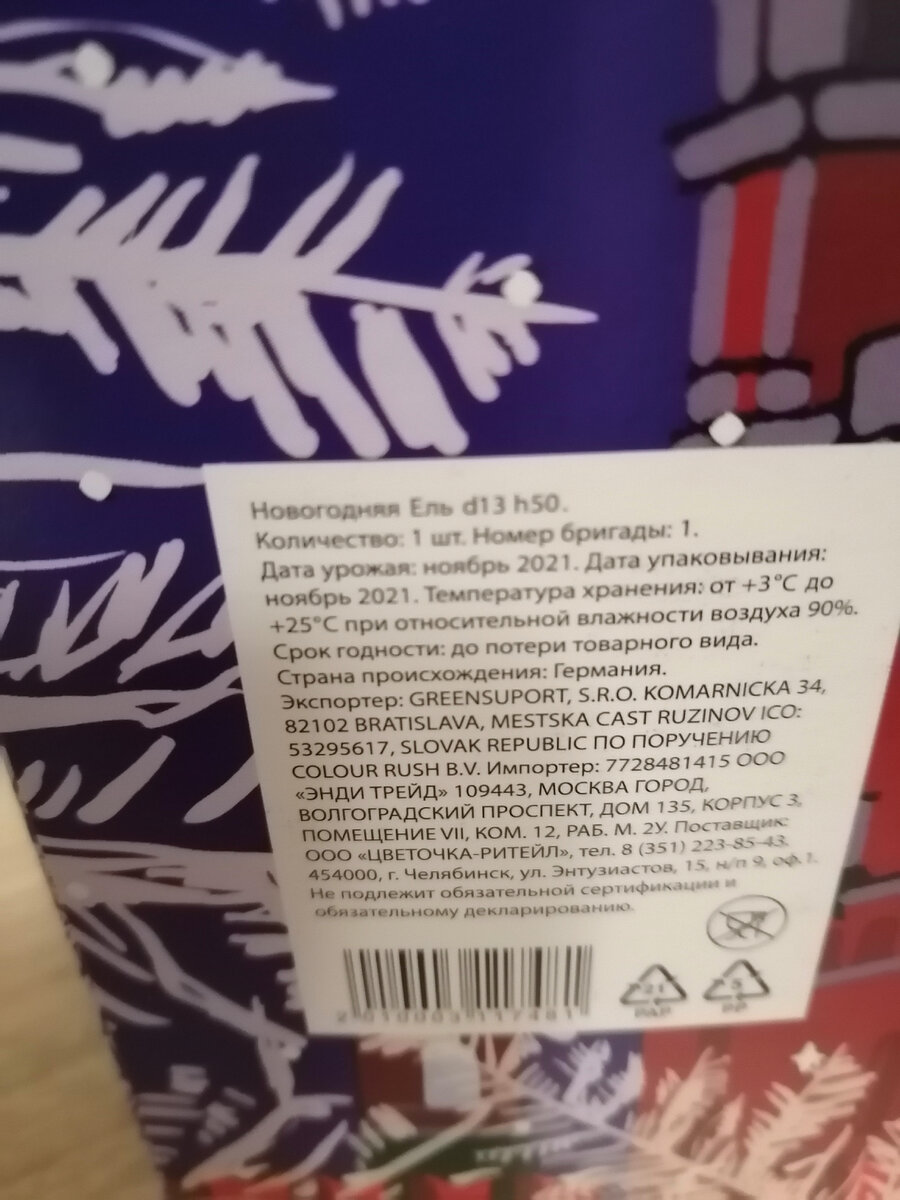 Новогодняя Ель d13 h50.
Количество: 1 шт. Номер бригады: 1.
Дата урожая: ноябрь 2021. Дата упаковывания:
ноябрь 2021. Температура хранения: от +3°C до
+25°C при относительной влажности воздуха 90%.
Срок годности: до потери товарного вида.
Страна происхождения: Германия.
Экспортер: GREENSUPORT, S.R.O. KOMARNICKA 34,
82102 BRATISLAVA, MESTSKA CAST RUZINOV ICO:
53295617, SLOVAK REPUBLIC ПО ПОРУЧЕНИЮ
COLOUR RUSH B.V. Импортер: 7728481415 ООО
«ЭНДИ ТРЕЙД» 109443, МОСКВА ГОРОД,
ВОЛГОГРАДСКИЙ ПРОСПЕКТ, ДОМ 135, КОРПУС 3,
ПОМЕЩЕНИЕ VII, КОМ. 12, РАБ. М. 2У. Поставщик:
ООО «ЦВЕТОЧКА-РИТЕЙЛ», тел. 8 (351) 223-85-43,
454000, г. Челябинск, ул. Энтузиастов, 15, н/п 9, оф.1.
Не подлежит обязательной сертификации и
обязательному декларированию.
2 010003 117481
21 5
PAP PP